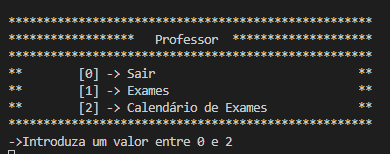 **************************************************
*****************   Professor  *******************
**************************************************
**       [0] -> Sair                            **
**       [1] -> Exames                          **
**       [2] -> Calendário de Exames            **
**************************************************
->Introduza um valor entre 0 e 2